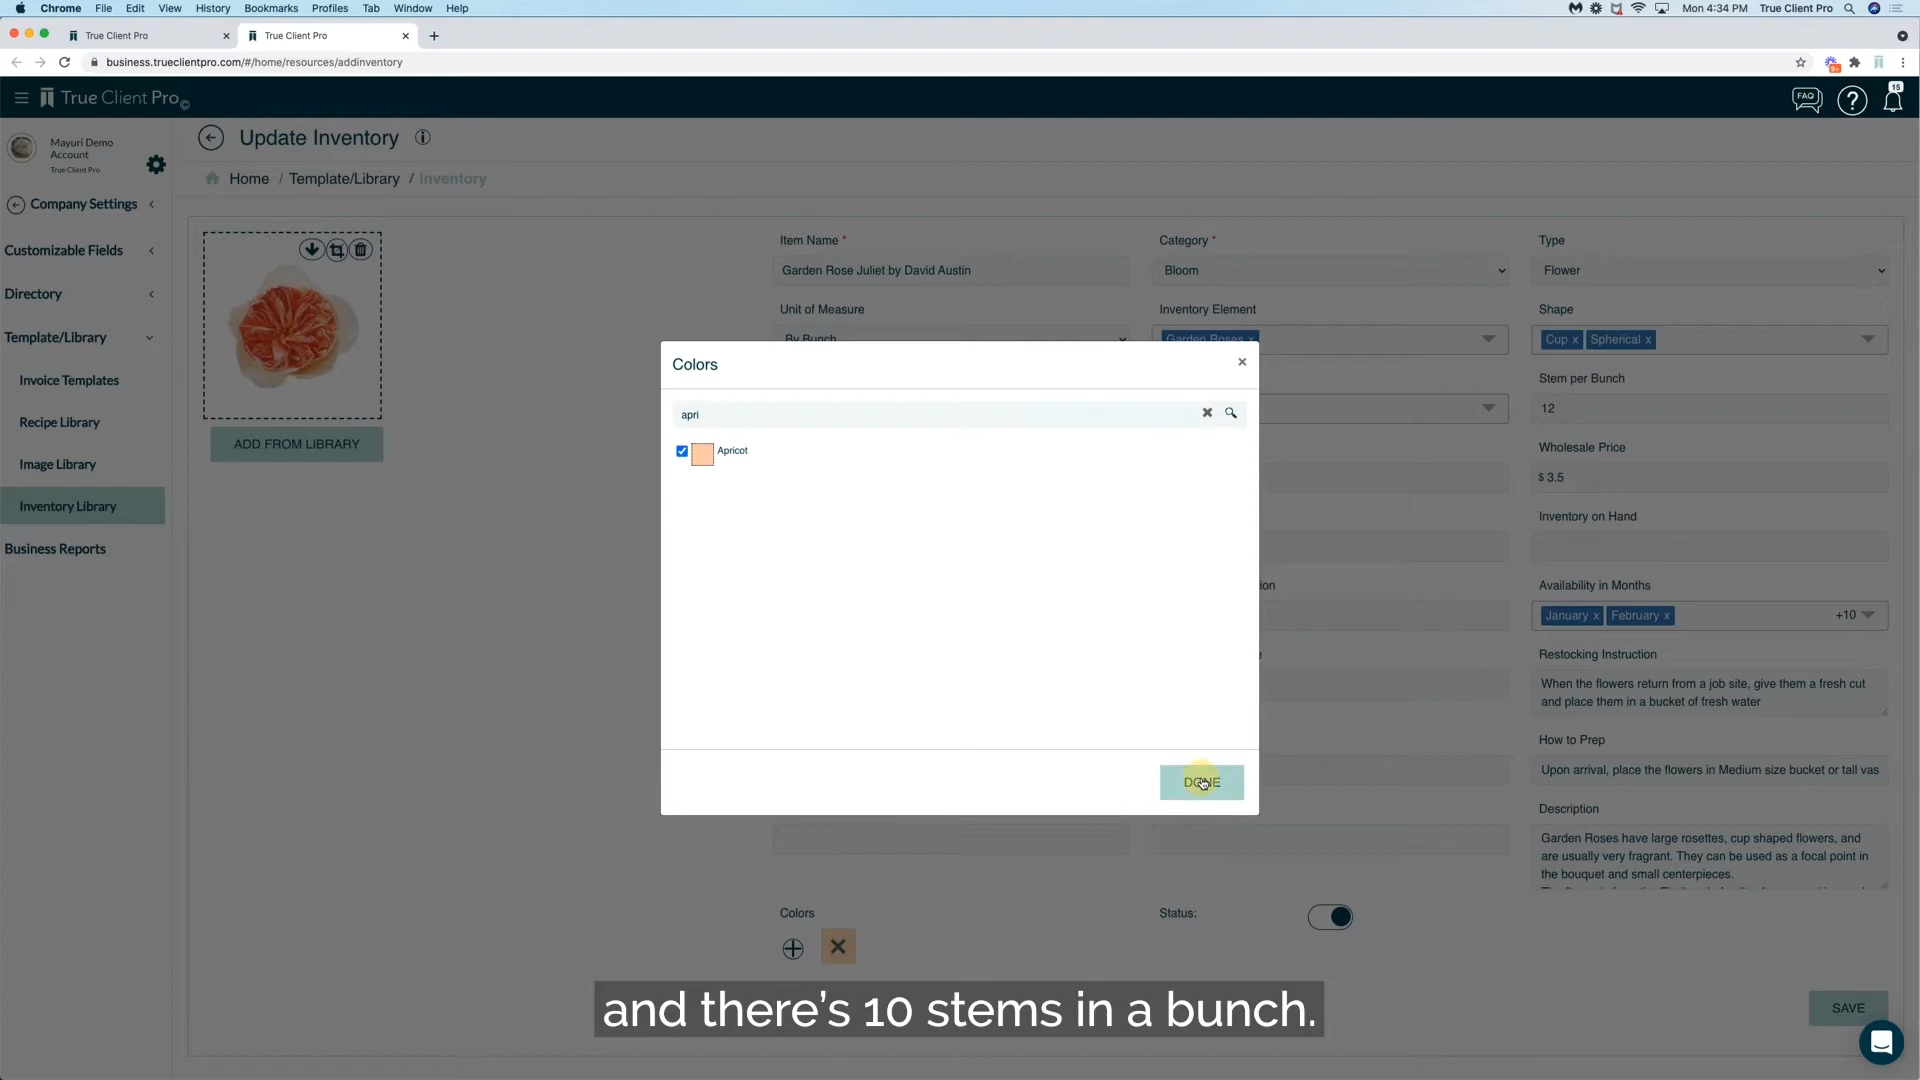 Chrome File Edit View History Bookmarks Profiles Tab Window Help
Mon 4:34 PM True Client Pro
True Client Pro
True Client Pro
business.trueclientpro.com/#/home/resources/addinventory
True Client Pro
FAQ
15
Mayuri Demo
Account
True Client Pro
Company Settings
Customizable Fields
Directory
Template/Library
Invoice Templates
Recipe Library
Image Library
Inventory Library
Business Reports
Update Inventory
Home / Template/Library / Inventory
ADD FROM LIBRARY
Item Name *
Garden Rose Juliet by David Austin
Category *
Bloom
Type
Flower
Unit of Measure
By Bunch
Inventory Element
Garden Roses x
Shape
Cup x Spherical x
Stem per Bunch
12
Wholesale Price
$ 3.5
Inventory on Hand
Availability in Months
January x February x +10
Restocking Instruction
When the flowers return from a job site, give them a fresh cut
and place them in a bucket of fresh water
How to Prep
Upon arrival, place the flowers in Medium size bucket or tall vas
Description
Garden Roses have large rosettes, cup shaped flowers, and
are usually very fragrant. They can be used as a focal point in
the bouquet and small centerpieces.
Colors
apri
Apricot
DONE
Colors
Status:
SAVE
and there's 10 stems in a bunch.